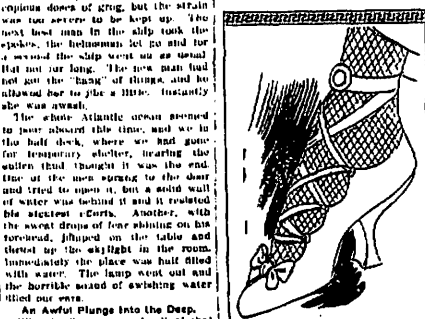 copious doses of grog, but the strain
was too severe to be kept up. The
next best man in the ship took the
spokes, the helmsman let go and for
a second the ship went on as usual
But not for long. The new man had
not got the "hang" of things, and he
allowed her to jibe a little. Instantly
she was awash.
The whole Atlantic ocean seemed
to pour aboard this time, and we in
the half deck, where we had gone
for temporary shelter, hearing the
sullen thud thought it was the end.
One of the men sprang to the door
and tried to open it, but a solid wall
of water was behind it and it resisted
his utmost efforts. Another, with
the sweat drops of fear shining on his
forehead, jumped on the table and
thrust up the skylight in the room.
Immediately the place was half filled
with water. The lamp went out and
the horrible sound of swishing water
filled our ears.
An Awful Plunge Into the Deep.